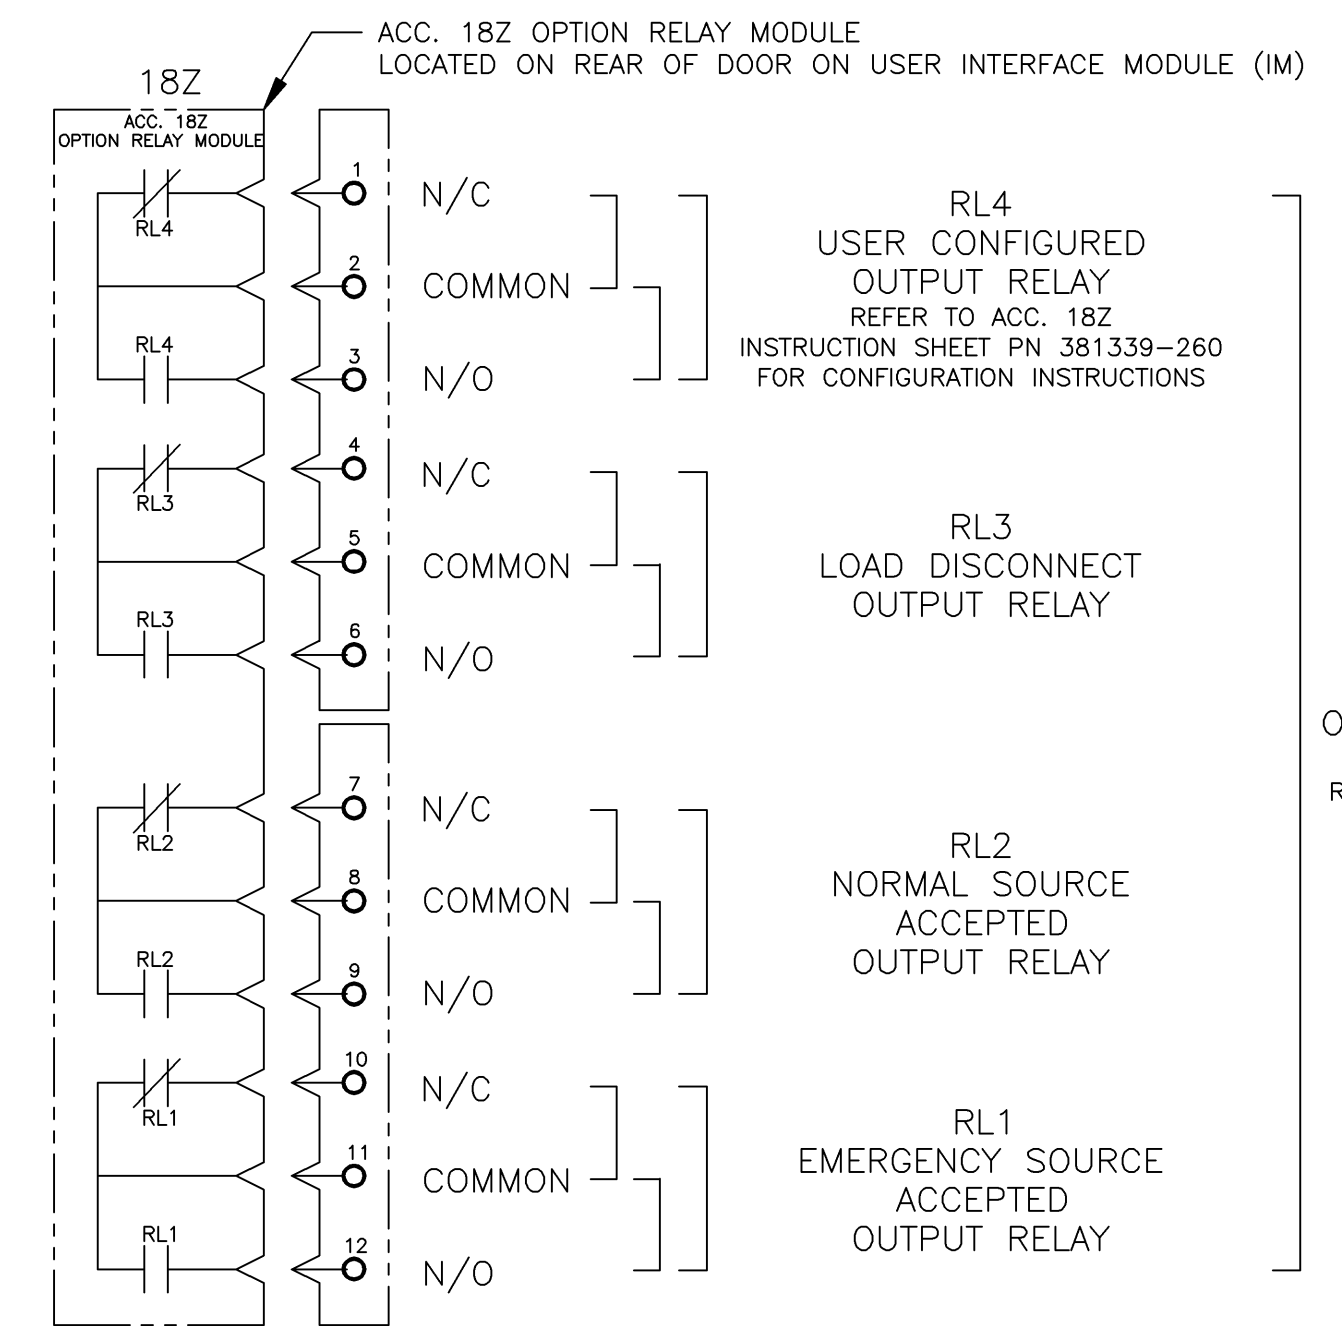 ACC. 18Z OPTION RELAY MODULE
LOCATED ON REAR OF DOOR ON USER INTERFACE MODULE (IM)
18Z
ACC. 18Z
OPTION RELAY MODULE
RL4
1
N/C
2
COMMON
RL4
3
N/O
RL4
USER CONFIGURED
OUTPUT RELAY
REFER TO ACC. 18Z
INSTRUCTION SHEET PN 381339-260
FOR CONFIGURATION INSTRUCTIONS
RL3
4
N/C
5
COMMON
RL3
6
N/O
RL3
LOAD DISCONNECT
OUTPUT RELAY
RL2
7
N/C
8
COMMON
RL2
9
N/O
RL2
NORMAL SOURCE
ACCEPTED
OUTPUT RELAY
RL1
10
N/C
11
COMMON
RL1
12
N/O
RL1
EMERGENCY SOURCE
ACCEPTED
OUTPUT RELAY